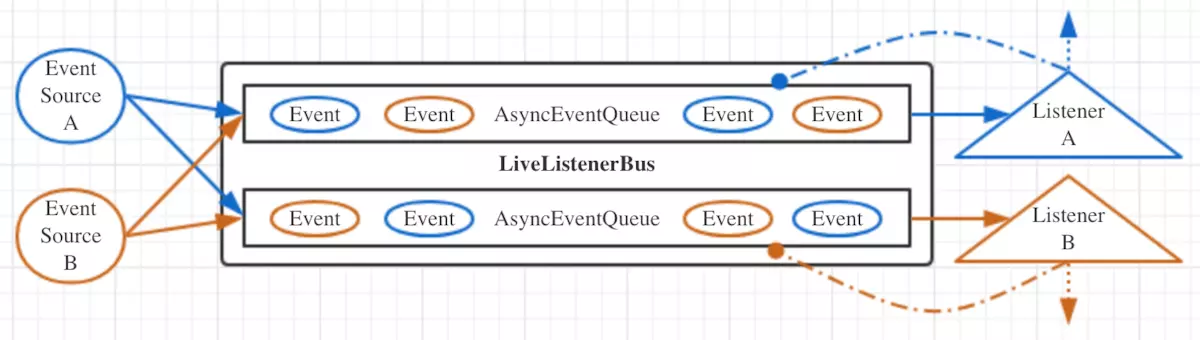 Event
Source
A
Event Event AsyncEventQueue Event Event
Listener
A
LiveListenerBus
Event
Source
B
Event Event AsyncEventQueue Event Event
Listener
B